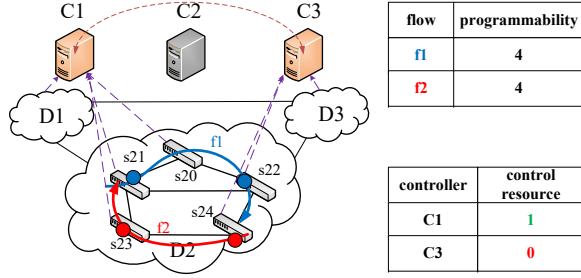 C1
C2
C3
D1
D3
f1
s21
s20
s22
s24
f2
s23
D2
flow programmability
f1 4
f2 4
controller control resource
C1 1
C3 0